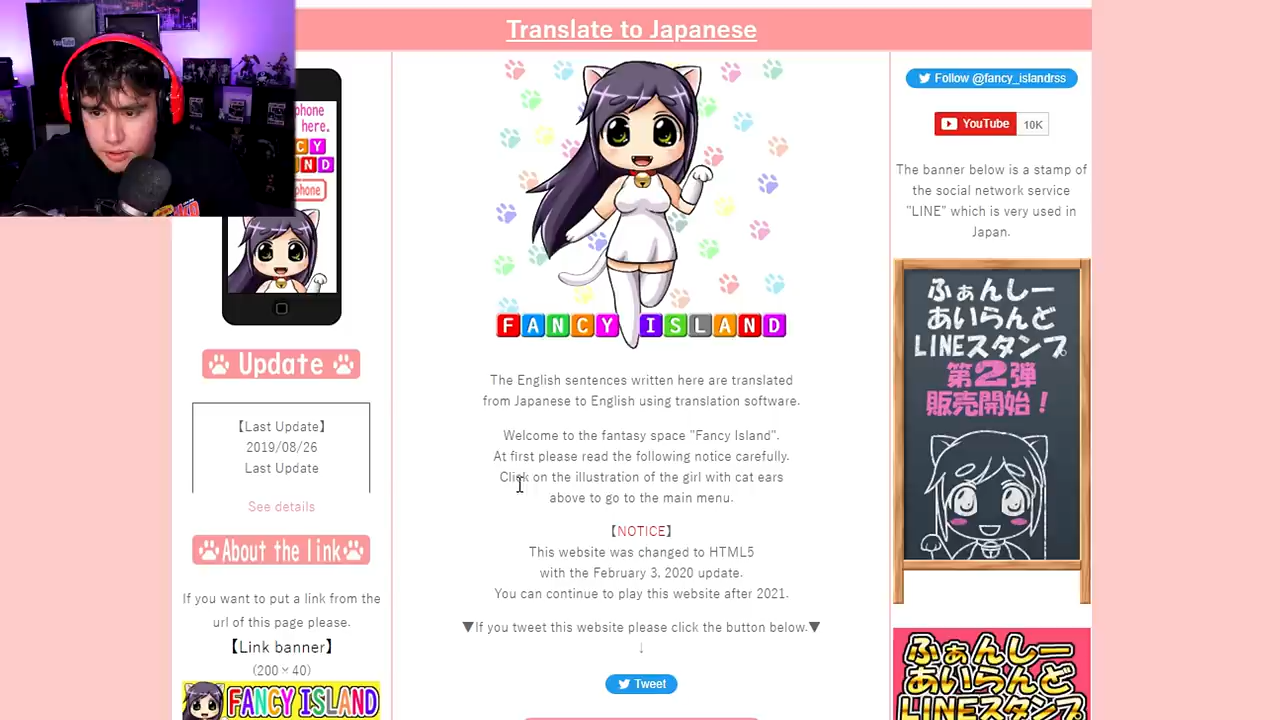 Translate to Japanese
YouTube
phone
here.
CY
ND
phone
Update
【Last Update】
2019/08/26
Last Update
See details
About the link
If you want to put a link from the
url of this page please.
【Link banner】
(200 × 40)
FANCY ISLAND
FANCY ISLAND
The English sentences written here are translated
from Japanese to English using translation software.
Welcome to the fantasy space "Fancy Island".
At first please read the following notice carefully.
Click on the illustration of the girl with cat ears
above to go to the main menu.
【NOTICE】
This website was changed to HTML5
with the February 3, 2020 update.
You can continue to play this website after 2021.
▼If you tweet this website please click the button below.▼
↓
Tweet
Follow @fancy_islandrss
YouTube 10K
The banner below is a stamp of
the social network service
"LINE" which is very used in
Japan.
ふぁんしー
あいらんど
LINEスタンプ
第2弾
販売開始！
ふぁんしー
あいらんど
LINEスタンプ